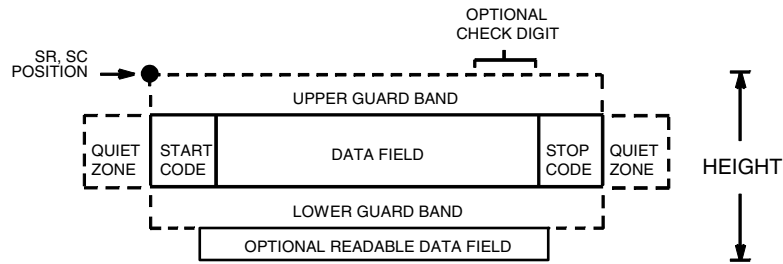 OPTIONAL
CHECK DIGIT
SR, SC
POSITION
UPPER GUARD BAND
QUIET
ZONE
START
CODE
DATA FIELD
STOP
CODE
QUIET
ZONE
HEIGHT
LOWER GUARD BAND
OPTIONAL READABLE DATA FIELD